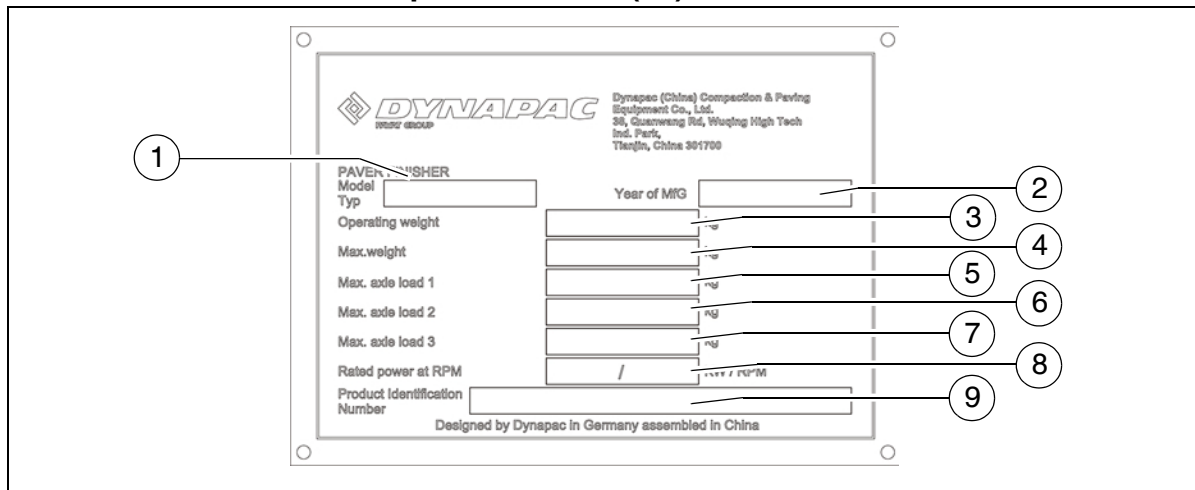 DYNAPAC
FAYAT GROUP
Dynapac (China) Compaction & Paving
Equipment Co., Ltd.
38, Quanwang Rd, Wuqing High Tech
Ind. Park,
Tianjin, China 301700
1
PAVER FINISHER
Model
Typ
Year of MfG
2
Operating weight
kg
3
Max.weight
kg
4
Max. axle load 1
kg
5
Max. axle load 2
kg
6
Max. axle load 3
kg
7
Rated power at RPM
/
KW / RPM
8
Product Identification
Number
9
Designed by Dynapac in Germany assembled in China